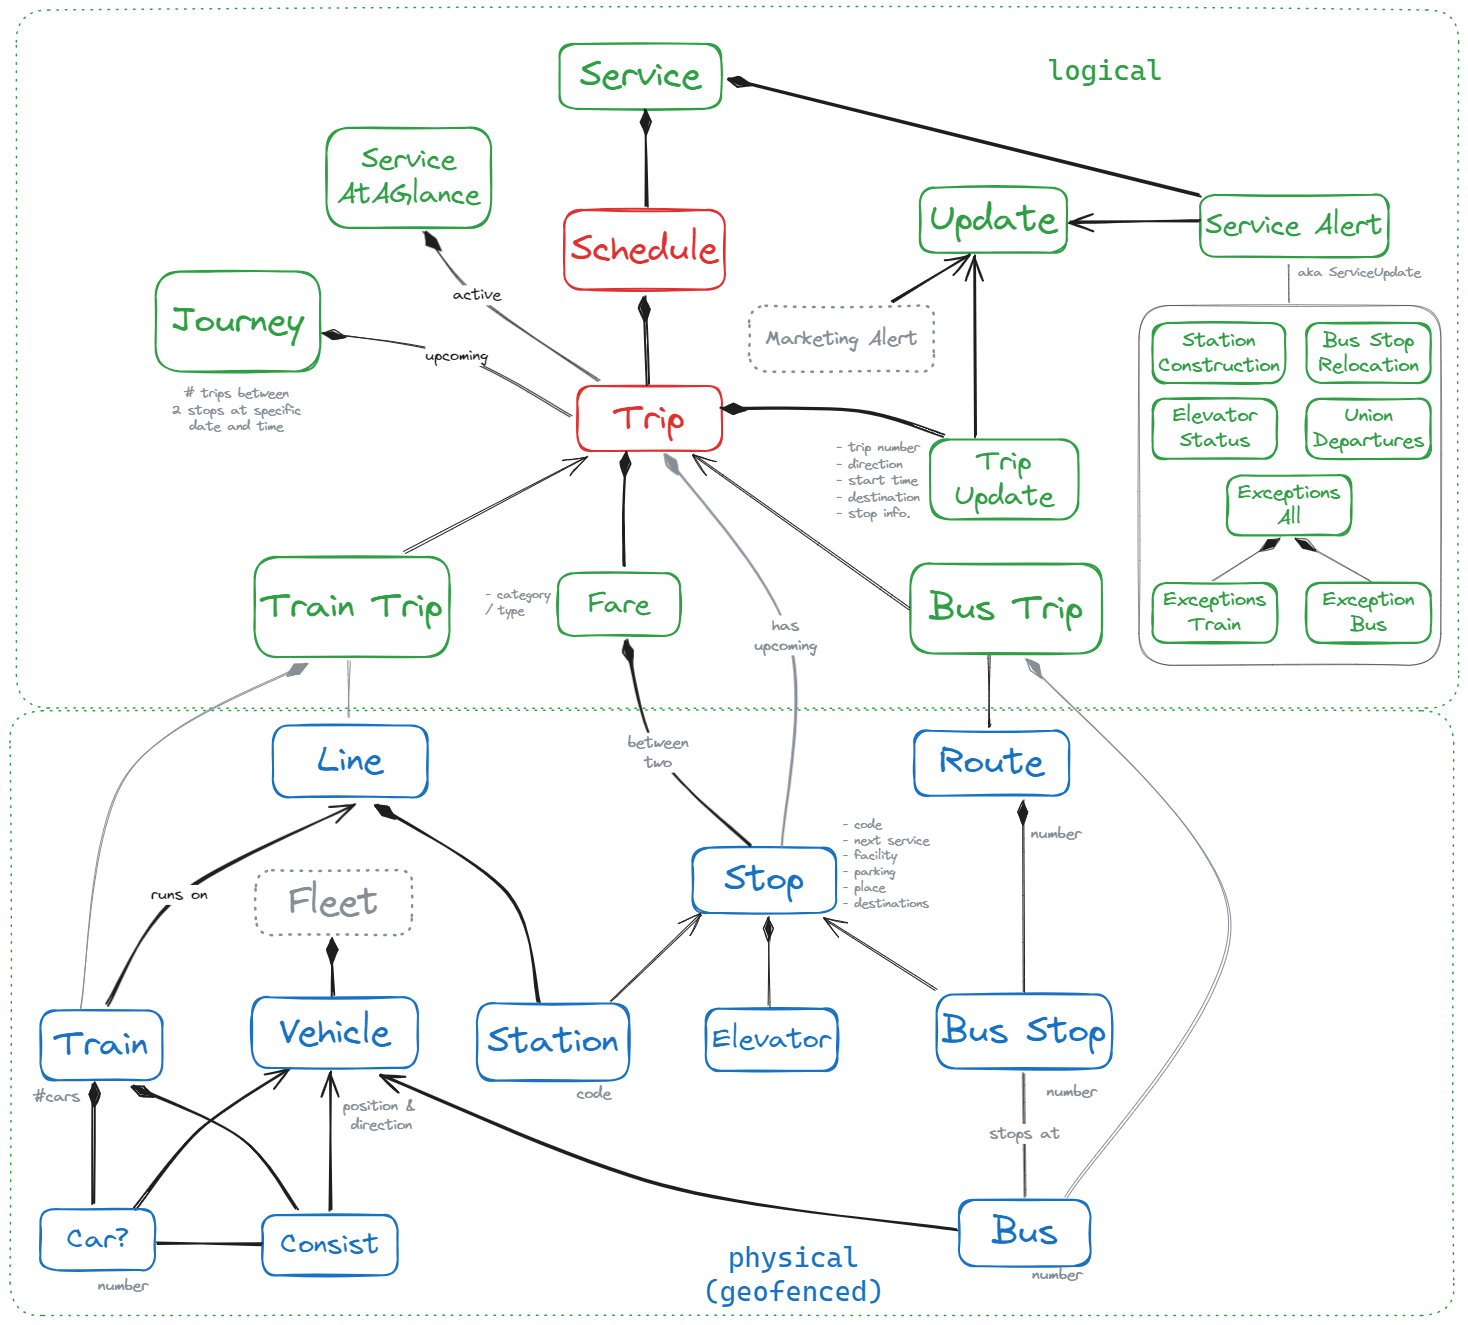 logical
Service
Service
AtAGlance
Schedule
Update
Service Alert
aka ServiceUpdate
active
Journey
upcoming
# trips between
2 stops at specific
date and time
Marketing Alert
Station
Construction
Bus Stop
Relocation
Elevator
Status
Union
Departures
Exceptions
All
Exceptions
Train
Exception
Bus
Trip
- trip number
- direction
- start time
- destination
- stop info.
Trip
Update
Train Trip
- category
/ type
Fare
has
upcoming
Bus Trip
Line
between
two
Route
number
runs on
Fleet
Stop
- code
- next service
- facility
- parking
- place
- destinations
Train
#cars
Vehicle
position &
direction
Station
code
Elevator
Bus Stop
number
stops at
Car?
number
Consist
Bus
number
physical
(geofenced)